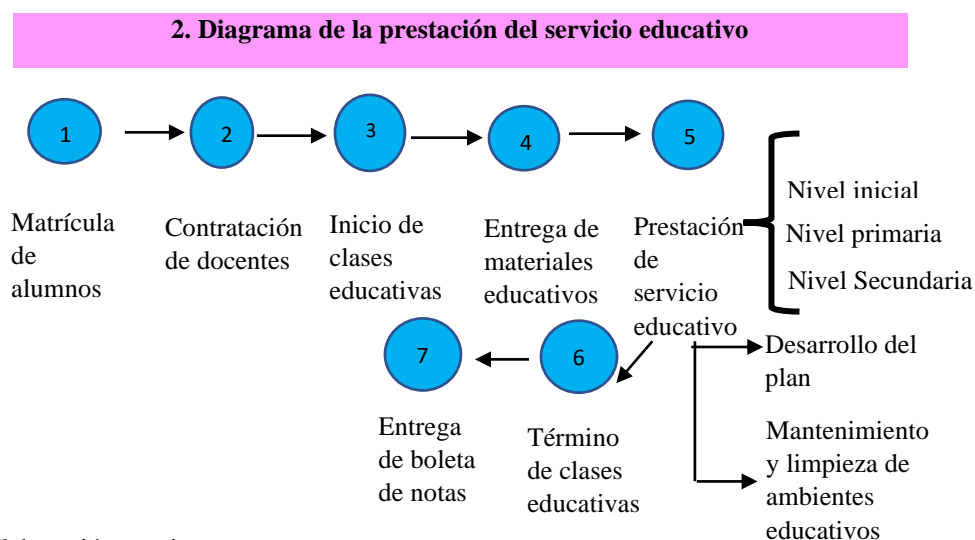 2. Diagrama de la prestación del servicio educativo
1
2
3
4
5
Matrícula
de
alumnos
Contratación
de docentes
Inicio de
clases
educativas
Entrega de
materiales
educativos
Prestación
de
servicio
educativo
Nivel inicial
Nivel primaria
Nivel Secundaria
Desarrollo del
plan
Mantenimiento
y limpieza de
ambientes
educativos
6
Término
de clases
educativas
7
Entrega
de boleta
de notas